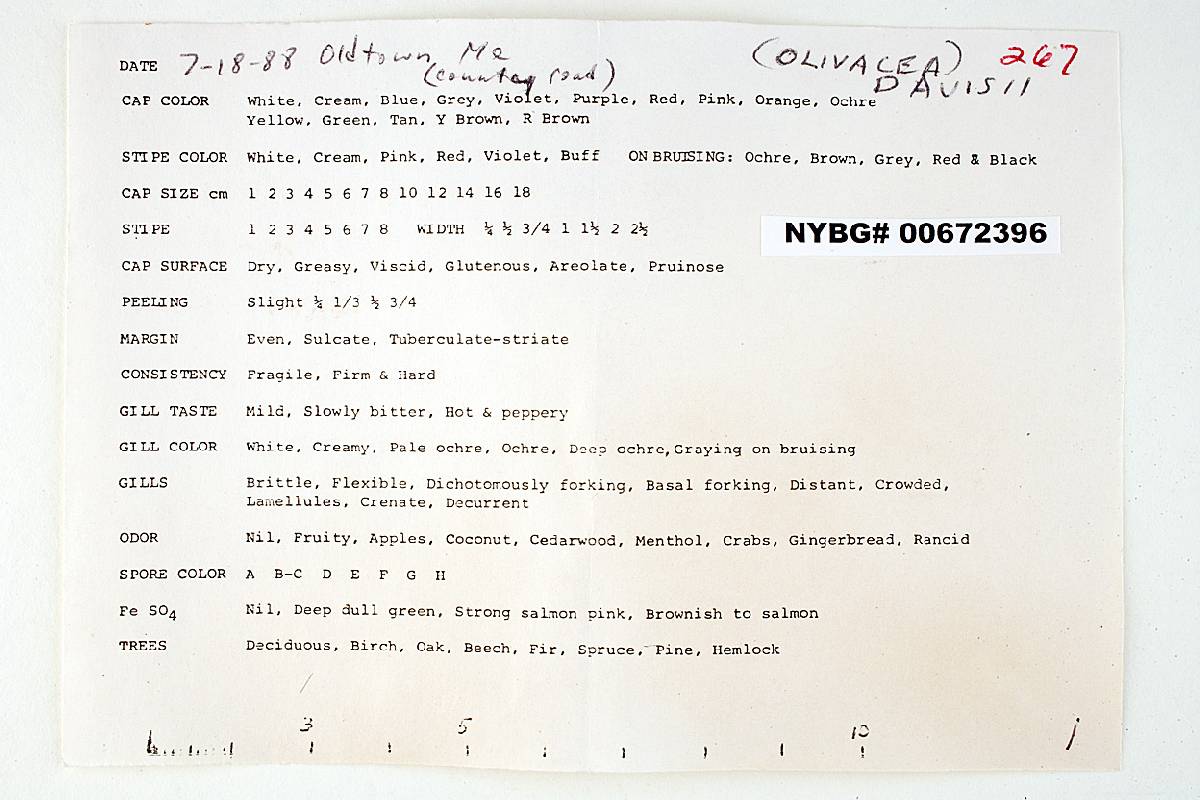 DATE 7-18-88 Oldtown, Me (OLIVACEA) 267
(country road) DAVISII
CAP COLOR White, Cream, Blue, Grey, Violet, Purple, Red, Pink, Orange, Ochre
Yellow, Green, Tan, Y Brown, R Brown
STIPE COLOR White, Cream, Pink, Red, Violet, Buff ON BRUISING: Ochre, Brown, Grey, Red & Black
CAP SIZE cm 1 2 3 4 5 6 7 8 10 12 14 16 18
STIPE 1 2 3 4 5 6 7 8 WIDTH ¼ ½ 3/4 1 1½ 2 2½
NYBG# 00672396
CAP SURFACE Dry, Greasy, Viscid, Glutenous, Areolate, Pruinose
PEELING Slight ¼ 1/3 ½ 3/4
MARGIN Even, Sulcate, Tuberculate-striate
CONSISTENCY Fragile, Firm & Hard
GILL TASTE Mild, Slowly bitter, Hot & peppery
GILL COLOR White, Creamy, Pale ochre, Ochre, Deep ochre, Graying on bruising
GILLS Brittle, Flexible, Dichotomously forking, Basal forking, Distant, Crowded,
Lamellules, Crenate, Decurrent
ODOR Nil, Fruity, Apples, Coconut, Cedarwood, Menthol, Crabs, Gingerbread, Rancid
SPORE COLOR A B-C D E F G H
Fe SO4 Nil, Deep dull green, Strong salmon pink, Brownish to salmon
TREES Deciduous, Birch, Oak, Beech, Fir, Spruce, Pine, Hemlock
3 5 10